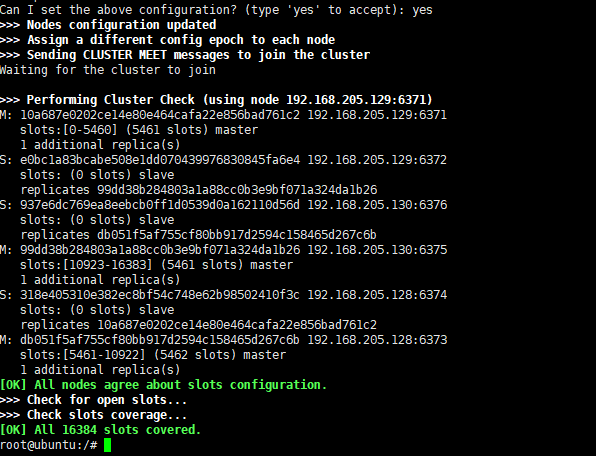 Can I set the above configuration? (type 'yes' to accept): yes
>>> Nodes configuration updated
>>> Assign a different config epoch to each node
>>> Sending CLUSTER MEET messages to join the cluster
Waiting for the cluster to join
>>> Performing Cluster Check (using node 192.168.205.129:6371)
M: 10a687e0202ce14e80e464cafa22e856bad761c2 192.168.205.129:6371
slots:[0-5460] (5461 slots) master
1 additional replica(s)
S: e0bc1a83bcabe508e1dd070439976830845fa6e4 192.168.205.129:6372
slots: (0 slots) slave
replicates 99dd38b284803a1a88cc0b3e9bf071a324da1b26
S: 937e6dc769ea8eebcb0ff1d0539d0a162110d56d 192.168.205.130:6376
slots: (0 slots) slave
replicates db051f5af755cf80bb917d2594c158465d267c6b
M: 99dd38b284803a1a88cc0b3e9bf071a324da1b26 192.168.205.130:6375
slots:[10923-16383] (5461 slots) master
1 additional replica(s)
S: 318e405310e382ec8bf54c748e62b98502410f3c 192.168.205.128:6374
slots: (0 slots) slave
replicates 10a687e0202ce14e80e464cafa22e856bad761c2
M: db051f5af755cf80bb917d2594c158465d267c6b 192.168.205.128:6373
slots:[5461-10922] (5462 slots) master
1 additional replica(s)
[OK] All nodes agree about slots configuration.
>>> Check for open slots...
>>> Check slots coverage...
[OK] All 16384 slots covered.
root@ubuntu:/#